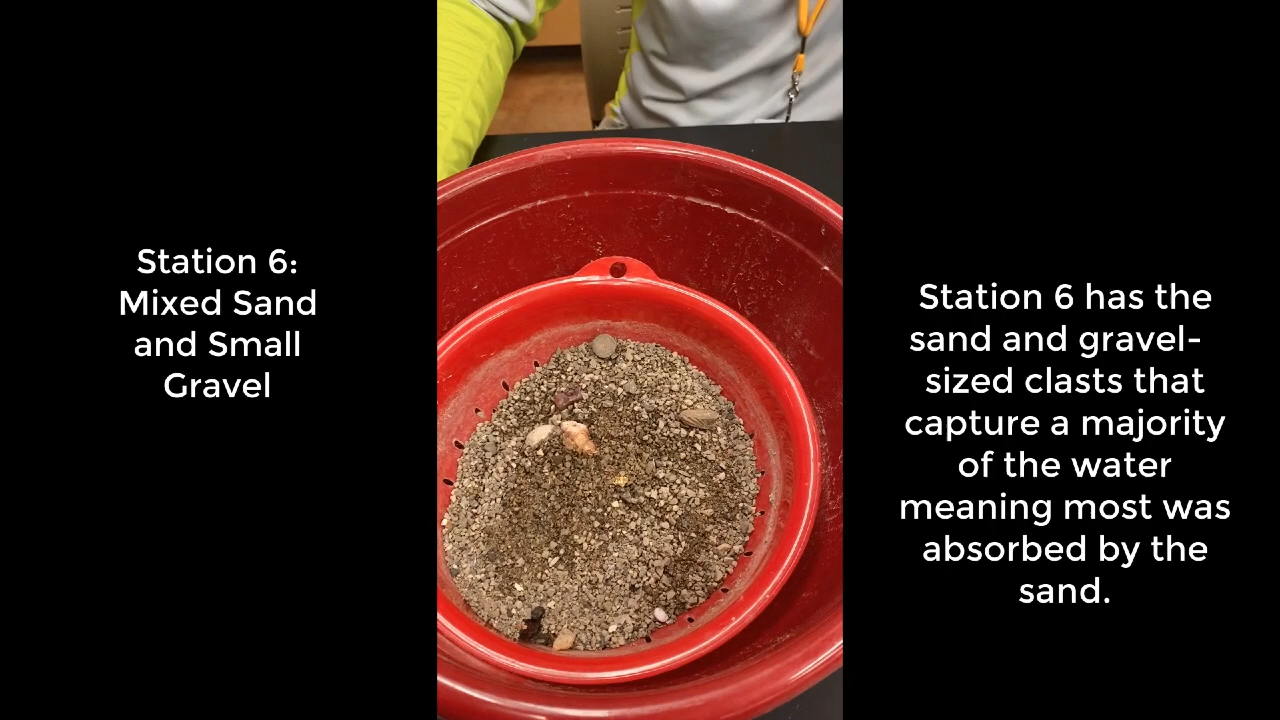 Station 6:
Mixed Sand
and Small
Gravel
Station 6 has the
sand and gravel-
sized clasts that
capture a majority
of the water
meaning most was
absorbed by the
sand.